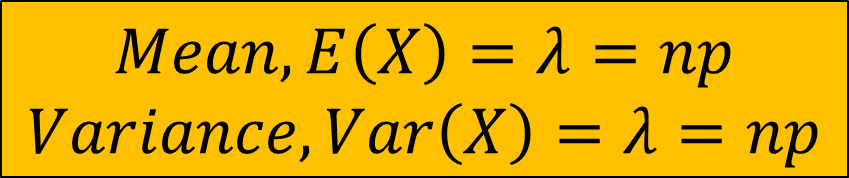 Mean, E(X) = λ = np
Variance, Var(X) = λ = np